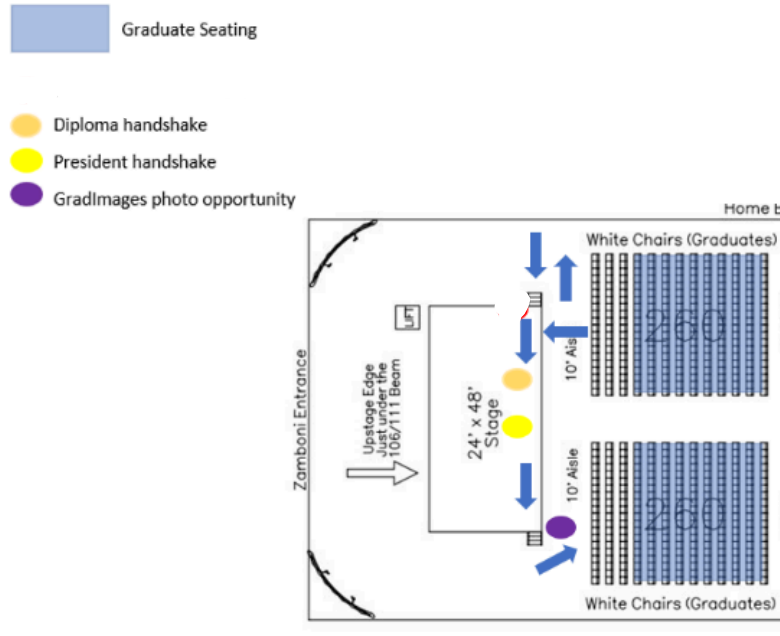 Graduate Seating
Diploma handshake
President handshake
GradImages photo opportunity
Home b
White Chairs (Graduates)
LIFT
260
10' Ais
Upstage Edge
Just under the
106/111 Beam
Zamboni Entrance
24' x 48'
Stage
10' Aisle
260
White Chairs (Graduates)